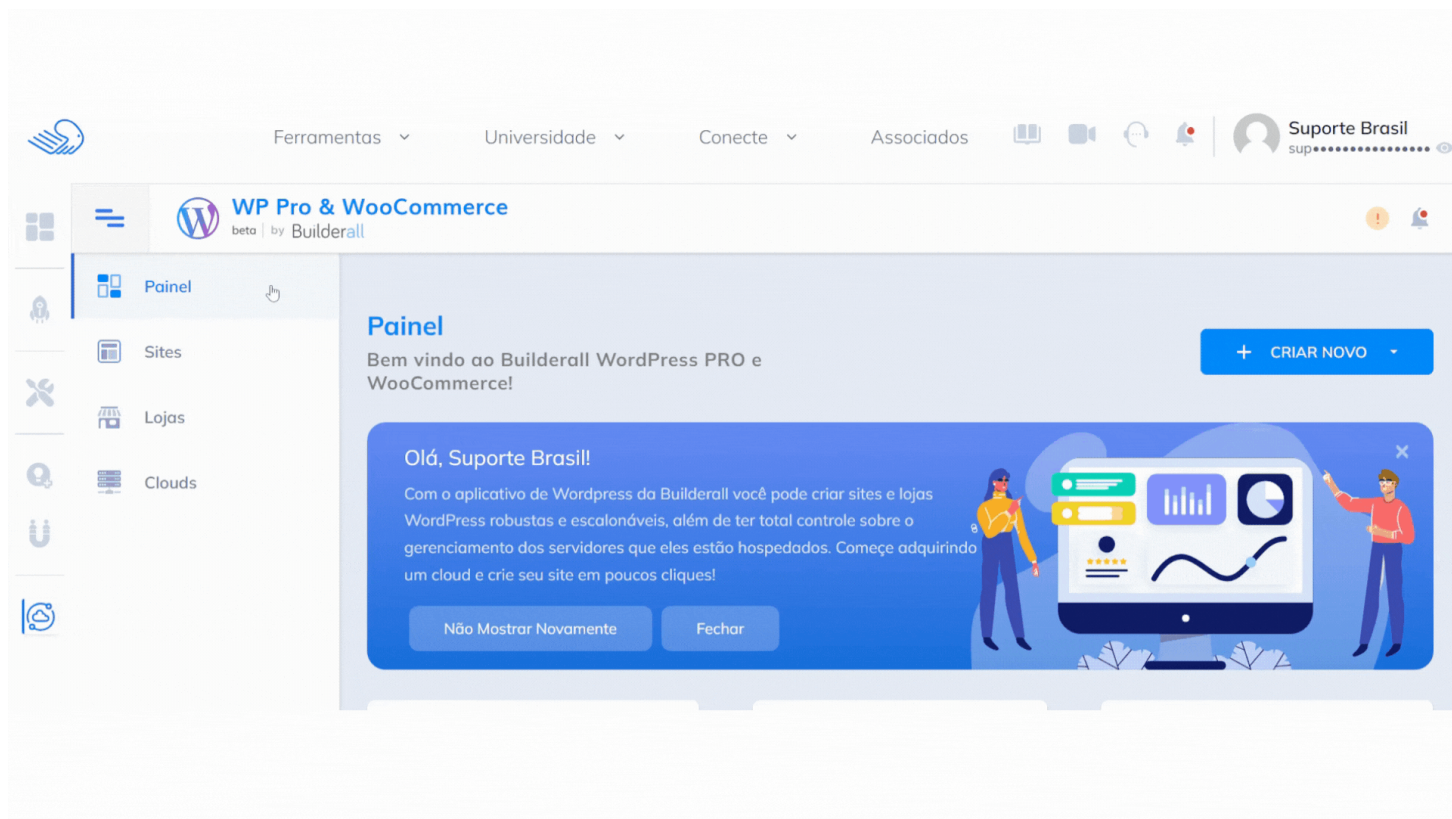 Ferramentas Universidade Conecte Associados Suporte Brasil
sup••••••••••••••••
WP Pro & WooCommerce
beta | by Builderall
Painel
Sites
Lojas
Clouds
Painel
Bem vindo ao Builderall WordPress PRO e
WooCommerce!
+ CRIAR NOVO
Olá, Suporte Brasil!
Com o aplicativo de Wordpress da Builderall você pode criar sites e lojas
WordPress robustas e escalonáveis, além de ter total controle sobre o
gerenciamento dos servidores que eles estão hospedados. Começe adquirindo
um cloud e crie seu site em poucos cliques!
Não Mostrar Novamente Fechar